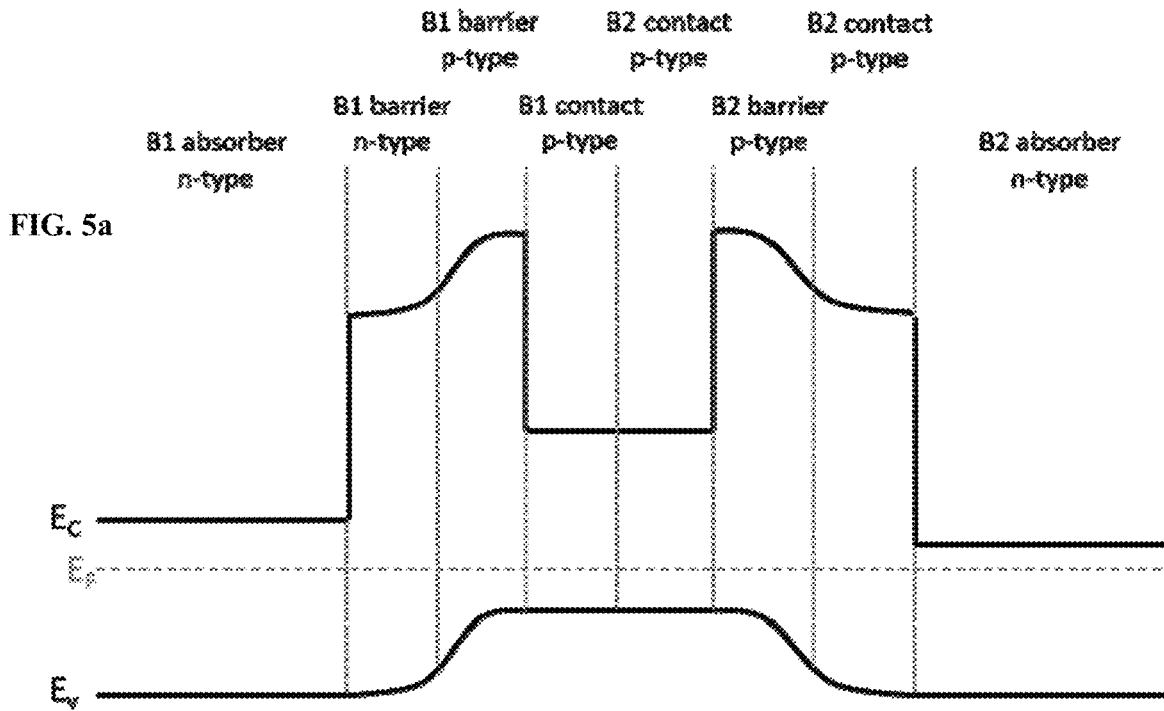 B1 barrier
p-type
B2 contact
p-type
B2 contact
p-type
B1 absorber
n-type
B1 barrier
n-type
B1 contact
p-type
B2 barrier
p-type
B2 absorber
n-type
FIG. 5a
E_C
E_F
E_V